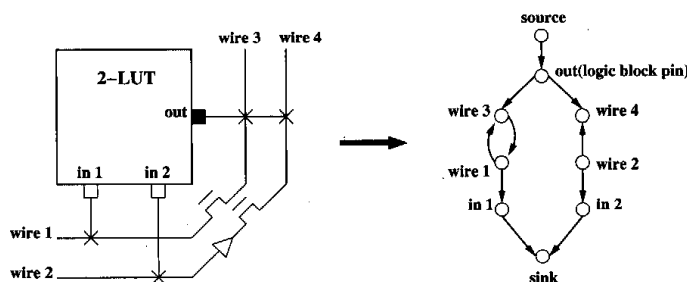 wire 3 wire 4
2-LUT
out
in 1 in 2
wire 1
wire 2
source
out(logic block pin)
wire 3 wire 4
wire 1 wire 2
in 1 in 2
sink